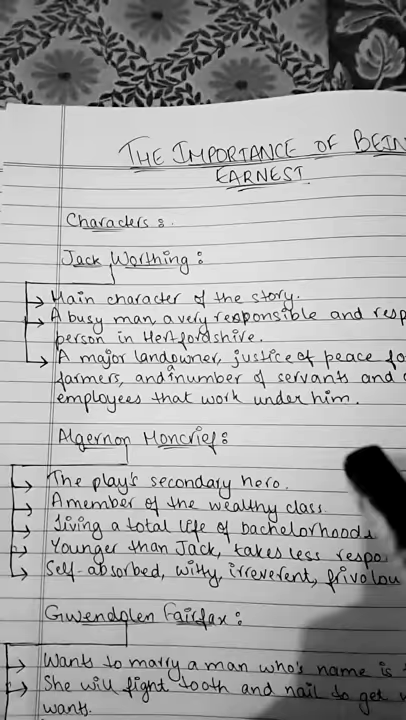 THE IMPORTANCE OF BEIN
EARNEST
Characters :
Jack Worthing :
Main character of the story.
A busy man, a very responsible and resp
person in Hertfordshire.
A major landowner, justice of peace fo
farmers, and a number of servants and
employees that work under him.
Algernon Moncrief :
The play's secondary hero.
A member of the wealthy class.
Living a total life of bachelorhood
Younger than Jack, takes less respo
Self-absorbed, witty, irreverent, frivolou
Gwendolen Fairfax :
Wants to marry a man who's name is
She will fight tooth and nail to get
wants.